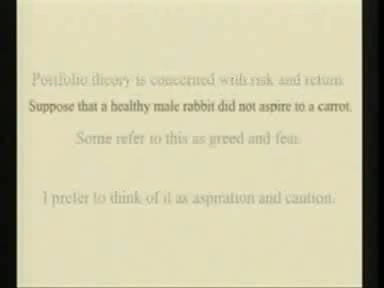 Portfolio theory is concerned with risk and return.
Suppose that a healthy male rabbit did not aspire to a carrot.
Some refer to this as greed and fear.
I prefer to think of it as aspiration and caution.